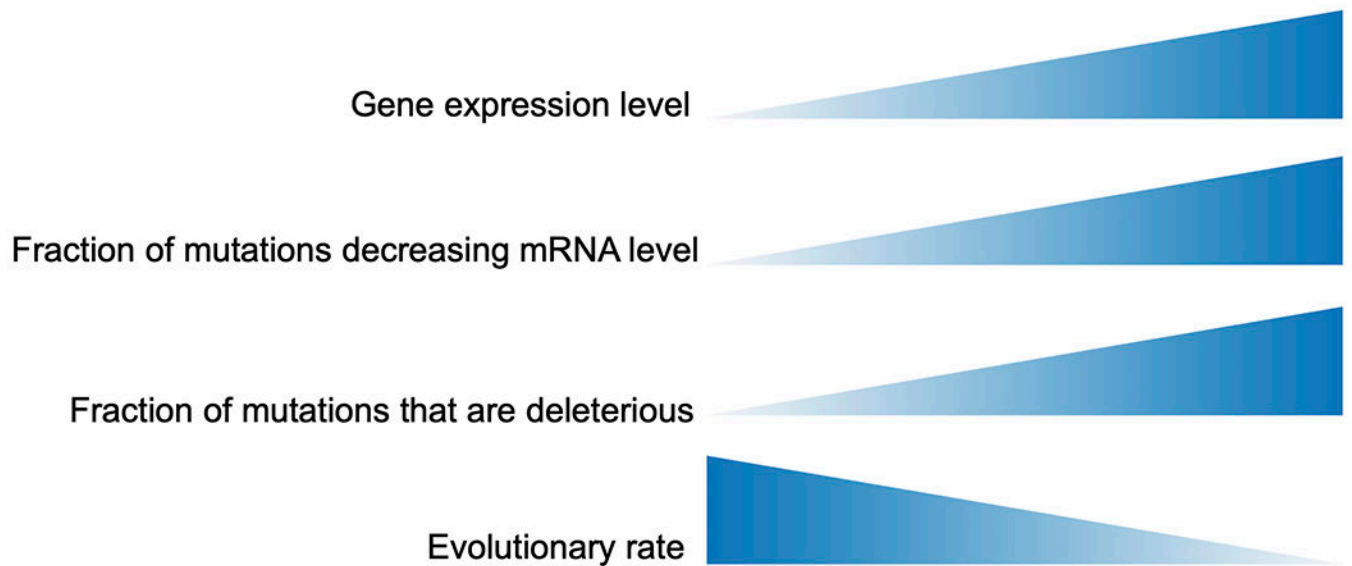 Gene expression level
Fraction of mutations decreasing mRNA level
Fraction of mutations that are deleterious
Evolutionary rate